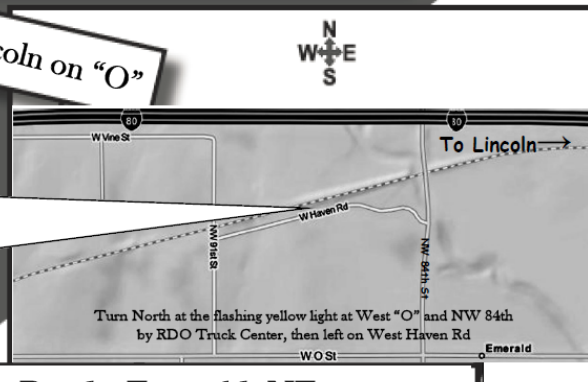 coln on “O”
N
W E
S
80
80
W Vine St
To Lincoln
W Haven Rd
NW 91st St
NW 84th St
Turn North at the flashing yellow light at West “O” and NW 84th
by RDO Truck Center, then left on West Haven Rd
Emerald
W O St